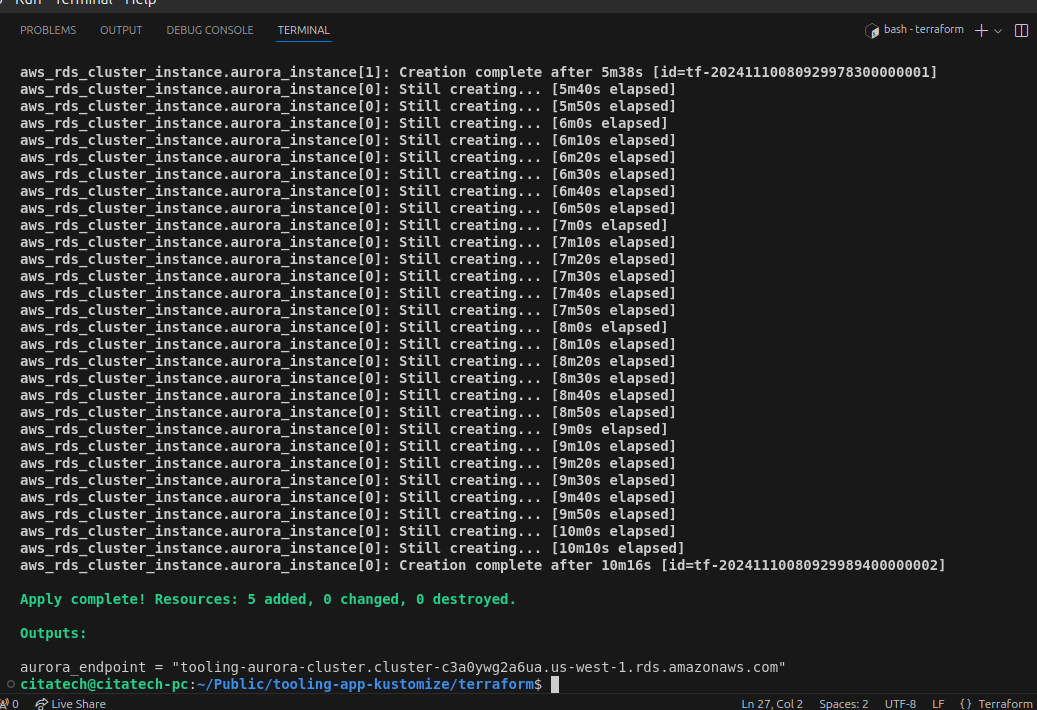 Run Terminal Help
PROBLEMS OUTPUT DEBUG CONSOLE TERMINAL bash - terraform
aws_rds_cluster_instance.aurora_instance[1]: Creation complete after 5m38s [id=tf-20241110080929978300000001]
aws_rds_cluster_instance.aurora_instance[0]: Still creating... [5m40s elapsed]
aws_rds_cluster_instance.aurora_instance[0]: Still creating... [5m50s elapsed]
aws_rds_cluster_instance.aurora_instance[0]: Still creating... [6m0s elapsed]
aws_rds_cluster_instance.aurora_instance[0]: Still creating... [6m10s elapsed]
aws_rds_cluster_instance.aurora_instance[0]: Still creating... [6m20s elapsed]
aws_rds_cluster_instance.aurora_instance[0]: Still creating... [6m30s elapsed]
aws_rds_cluster_instance.aurora_instance[0]: Still creating... [6m40s elapsed]
aws_rds_cluster_instance.aurora_instance[0]: Still creating... [6m50s elapsed]
aws_rds_cluster_instance.aurora_instance[0]: Still creating... [7m0s elapsed]
aws_rds_cluster_instance.aurora_instance[0]: Still creating... [7m10s elapsed]
aws_rds_cluster_instance.aurora_instance[0]: Still creating... [7m20s elapsed]
aws_rds_cluster_instance.aurora_instance[0]: Still creating... [7m30s elapsed]
aws_rds_cluster_instance.aurora_instance[0]: Still creating... [7m40s elapsed]
aws_rds_cluster_instance.aurora_instance[0]: Still creating... [7m50s elapsed]
aws_rds_cluster_instance.aurora_instance[0]: Still creating... [8m0s elapsed]
aws_rds_cluster_instance.aurora_instance[0]: Still creating... [8m10s elapsed]
aws_rds_cluster_instance.aurora_instance[0]: Still creating... [8m20s elapsed]
aws_rds_cluster_instance.aurora_instance[0]: Still creating... [8m30s elapsed]
aws_rds_cluster_instance.aurora_instance[0]: Still creating... [8m40s elapsed]
aws_rds_cluster_instance.aurora_instance[0]: Still creating... [8m50s elapsed]
aws_rds_cluster_instance.aurora_instance[0]: Still creating... [9m0s elapsed]
aws_rds_cluster_instance.aurora_instance[0]: Still creating... [9m10s elapsed]
aws_rds_cluster_instance.aurora_instance[0]: Still creating... [9m20s elapsed]
aws_rds_cluster_instance.aurora_instance[0]: Still creating... [9m30s elapsed]
aws_rds_cluster_instance.aurora_instance[0]: Still creating... [9m40s elapsed]
aws_rds_cluster_instance.aurora_instance[0]: Still creating... [9m50s elapsed]
aws_rds_cluster_instance.aurora_instance[0]: Still creating... [10m0s elapsed]
aws_rds_cluster_instance.aurora_instance[0]: Still creating... [10m10s elapsed]
aws_rds_cluster_instance.aurora_instance[0]: Creation complete after 10m16s [id=tf-20241110080929989400000002]
Apply complete! Resources: 5 added, 0 changed, 0 destroyed.
Outputs:
aurora_endpoint = "tooling-aurora-cluster.cluster-c3a0ywg2a6ua.us-west-1.rds.amazonaws.com"
citatech@citatech-pc:~/Public/tooling-app-kustomize/terraform$
0 Live Share Ln 27, Col 2 Spaces: 2 UTF-8 LF {} Terraform